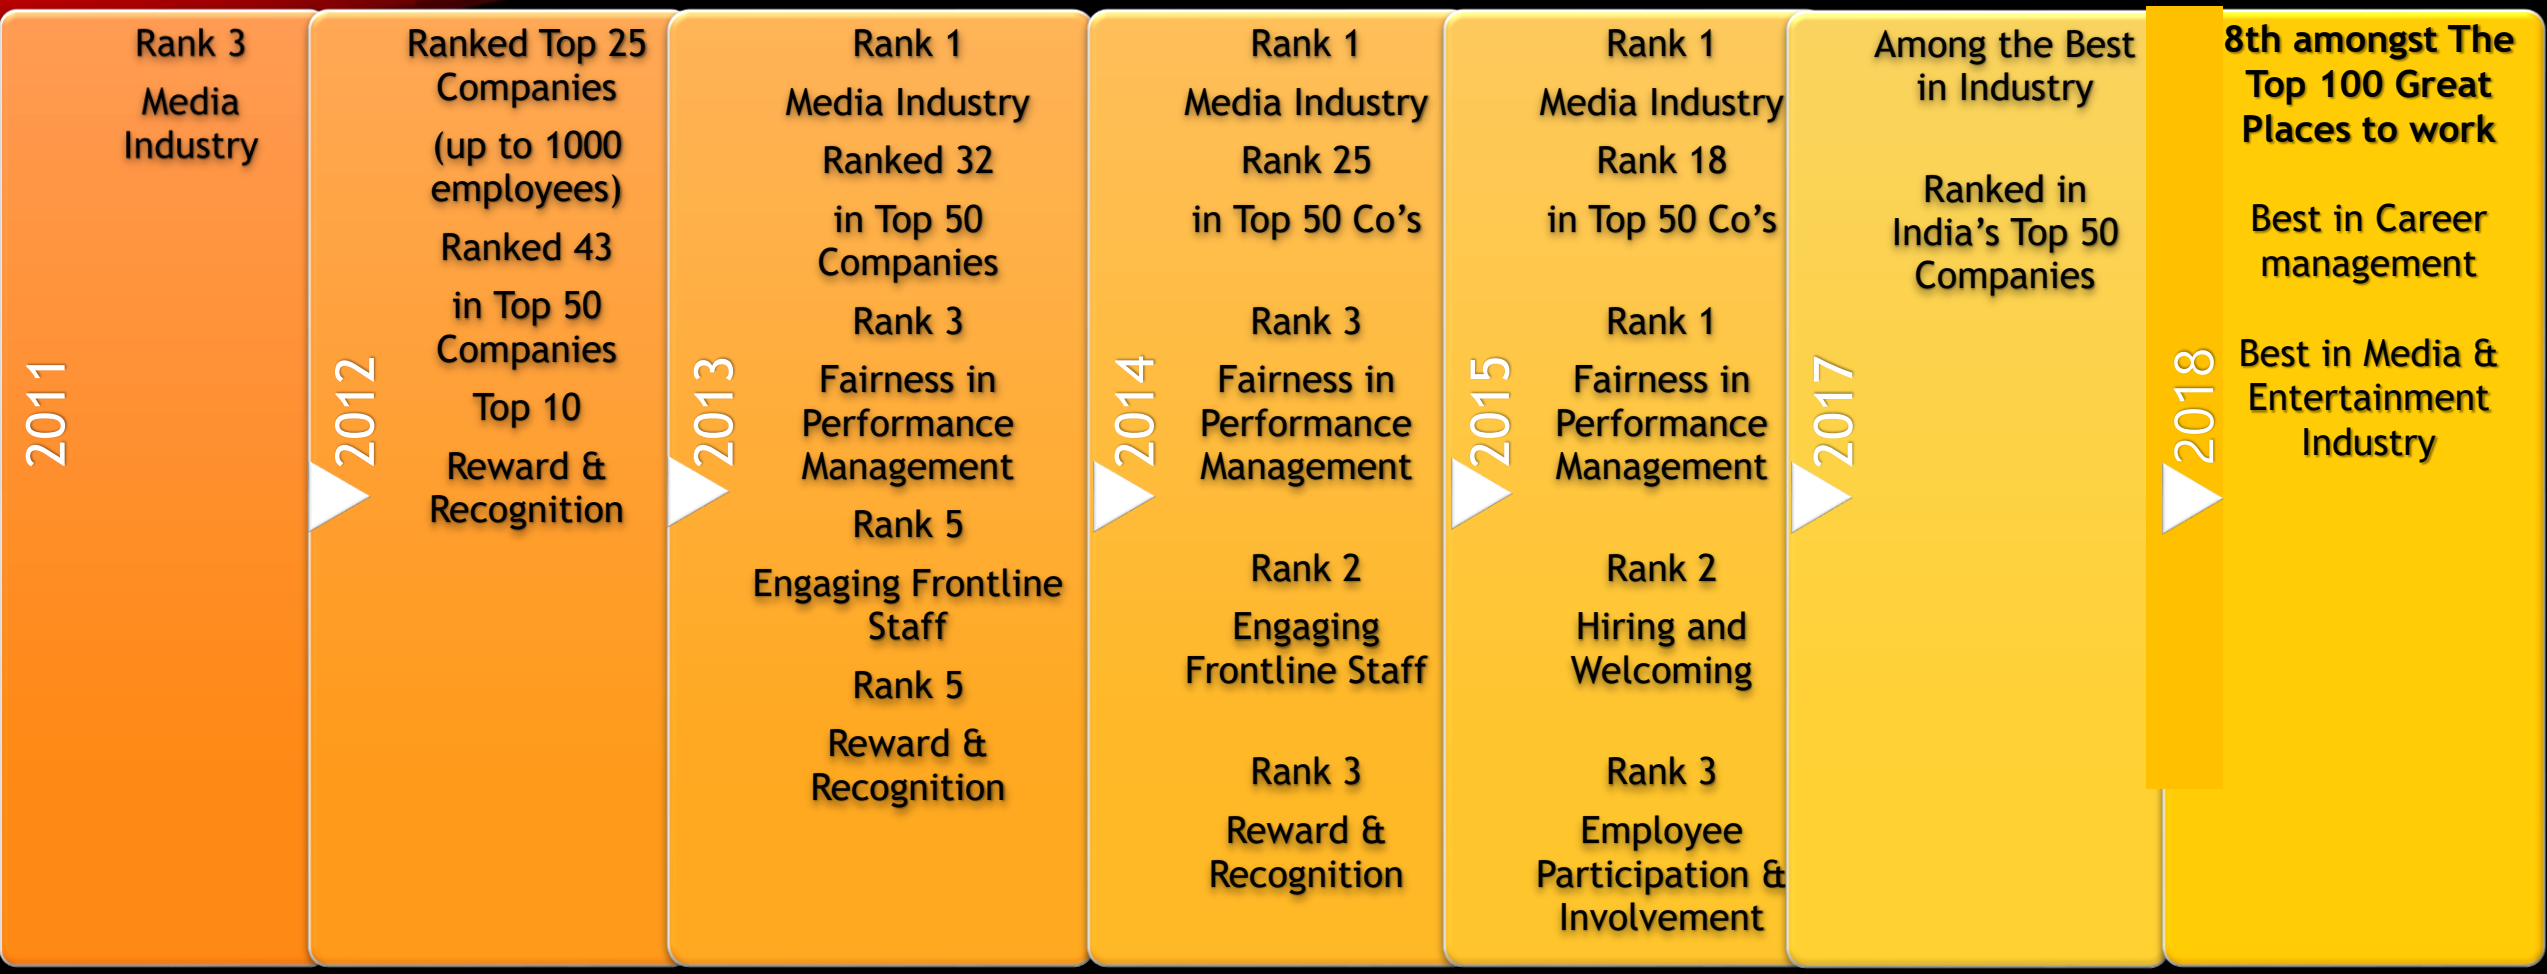 2011
Rank 3
Media
Industry
2012
Ranked Top 25
Companies
(up to 1000
employees)
Ranked 43
in Top 50
Companies
Top 10
Reward &
Recognition
2013
Rank 1
Media Industry
Ranked 32
in Top 50
Companies
Rank 3
Fairness in
Performance
Management
Rank 5
Engaging Frontline
Staff
Rank 5
Reward &
Recognition
2014
Rank 1
Media Industry
Rank 25
in Top 50 Co’s
Rank 3
Fairness in
Performance
Management
Rank 2
Engaging
Frontline Staff
Rank 3
Reward &
Recognition
2015
Rank 1
Media Industry
Rank 18
in Top 50 Co’s
Rank 1
Fairness in
Performance
Management
Rank 2
Hiring and
Welcoming
Rank 3
Employee
Participation &
Involvement
2017
Among the Best
in Industry
Ranked in
India’s Top 50
Companies
2018
8th amongst The
Top 100 Great
Places to work
Best in Career
management
Best in Media &
Entertainment
Industry